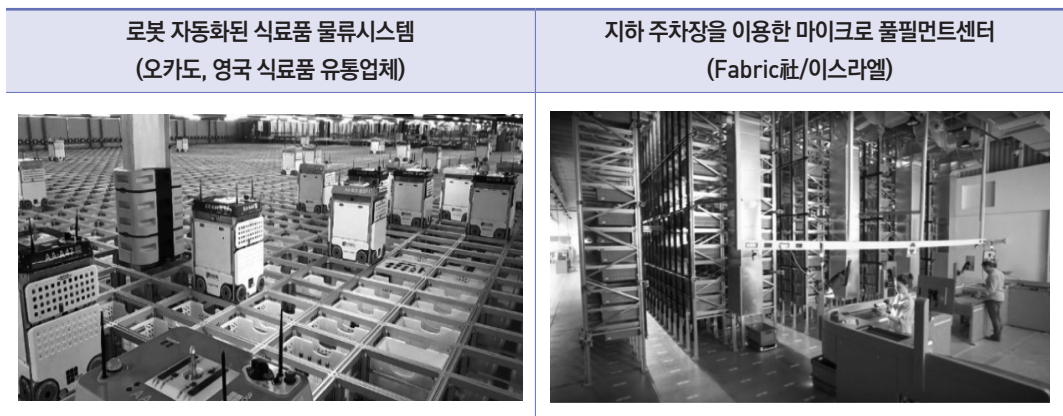 로봇 자동화된 식료품 물류시스템
(오카도, 영국 식료품 유통업체)
지하 주차장을 이용한 마이크로 풀필먼트센터
(Fabric社/이스라엘)